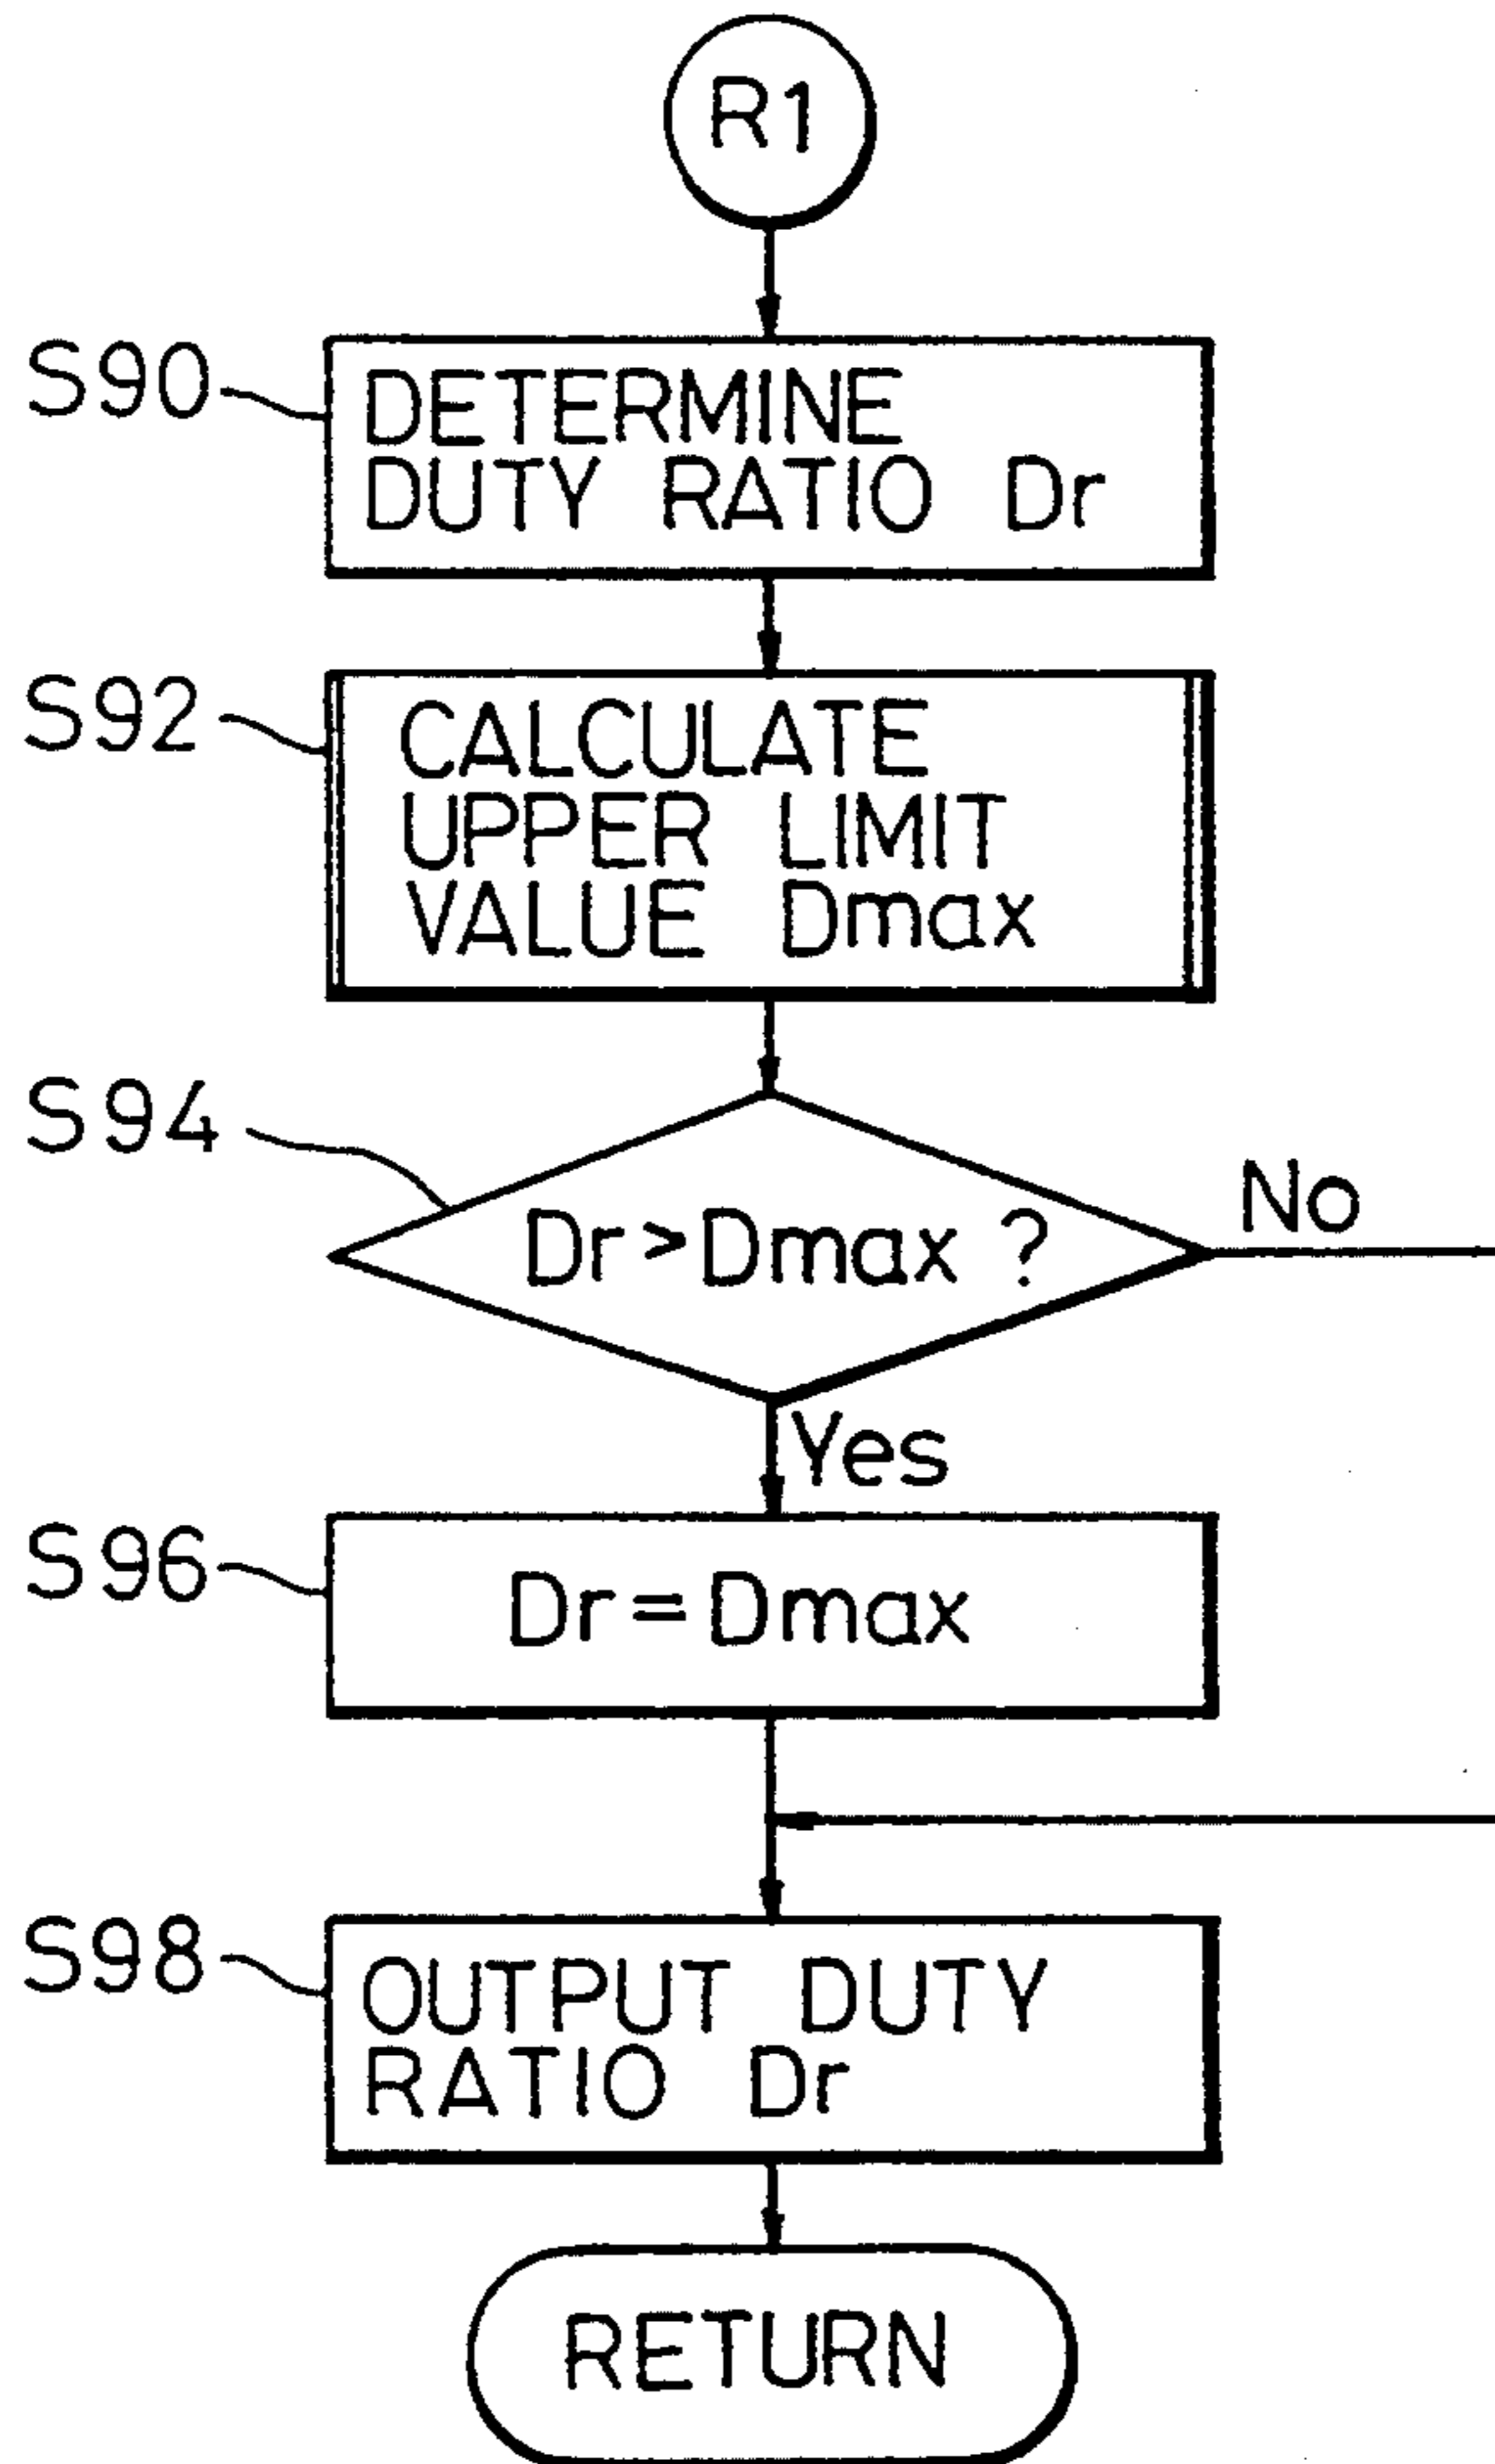 R1
S90
DETERMINE
DUTY RATIO Dr
S92
CALCULATE
UPPER LIMIT
VALUE Dmax
S94
Dr>Dmax ?
No
Yes
S96
Dr=Dmax
S98
OUTPUT DUTY
RATIO Dr
RETURN